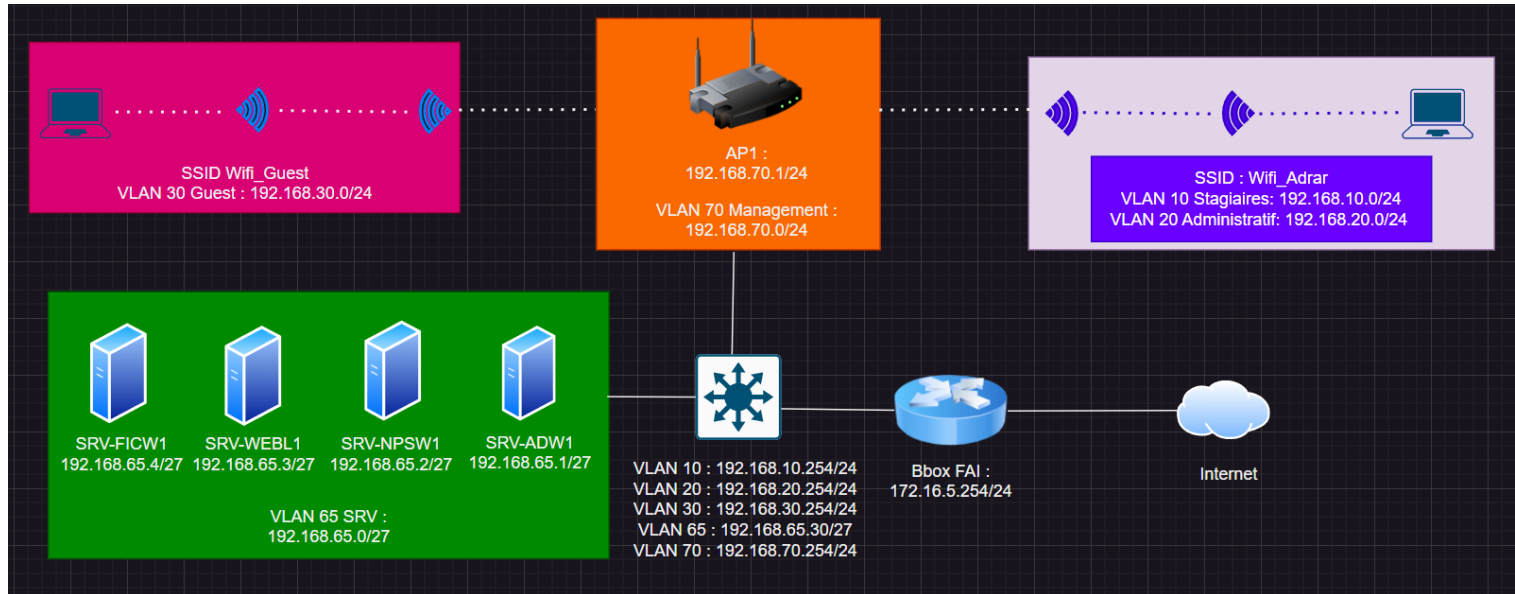 SSID Wifi_Guest
VLAN 30 Guest : 192.168.30.0/24
AP1 :
192.168.70.1/24
VLAN 70 Management :
192.168.70.0/24
SSID : Wifi_Adrar
VLAN 10 Stagiaires: 192.168.10.0/24
VLAN 20 Administratif: 192.168.20.0/24
SRV-FICW1
192.168.65.4/27
SRV-WEBL1
192.168.65.3/27
SRV-NPSW1
192.168.65.2/27
SRV-ADW1
192.168.65.1/27
VLAN 65 SRV :
192.168.65.0/27
VLAN 10 : 192.168.10.254/24
VLAN 20 : 192.168.20.254/24
VLAN 30 : 192.168.30.254/24
VLAN 65 : 192.168.65.30/27
VLAN 70 : 192.168.70.254/24
Bbox FAI :
172.16.5.254/24
Internet